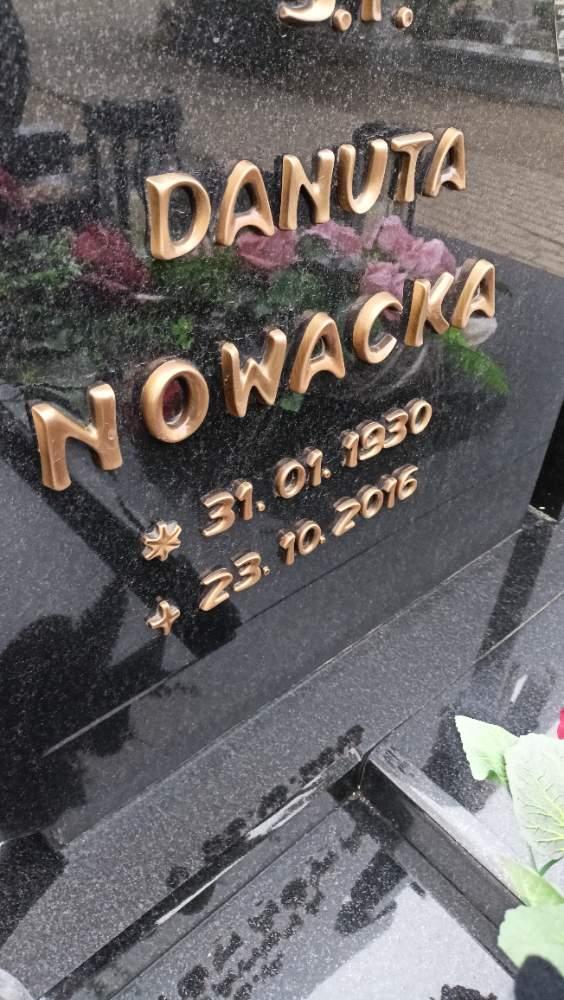 Ś.P.
DANUTA
NOWACKA
* 31. 01. 1930
+ 23. 10. 2016